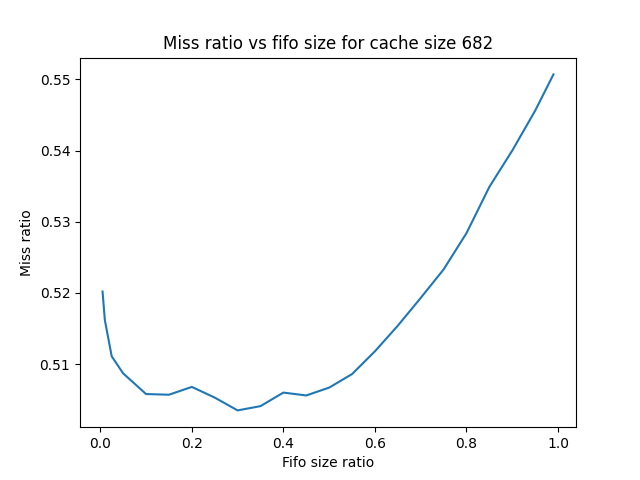 Miss ratio vs fifo size for cache size 682
0.55
0.54
0.53
0.52
0.51
Miss ratio
0.0 0.2 0.4 0.6 0.8 1.0
Fifo size ratio